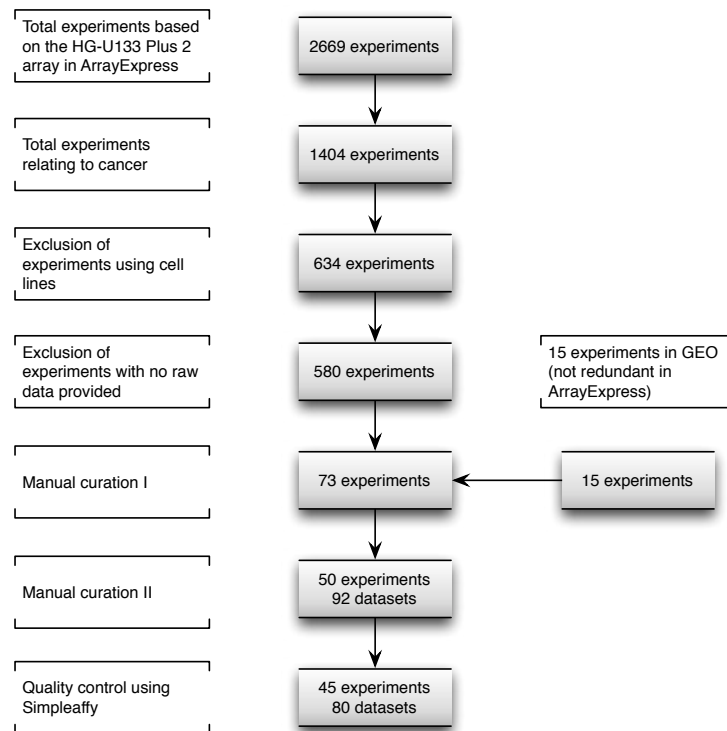 Total experiments based
on the HG-U133 Plus 2
array in ArrayExpress
2669 experiments
Total experiments
relating to cancer
1404 experiments
Exclusion of
experiments using cell
lines
634 experiments
Exclusion of
experiments with no raw
data provided
580 experiments
15 experiments in GEO
(not redundant in
ArrayExpress)
Manual curation I
73 experiments
15 experiments
Manual curation II
50 experiments
92 datasets
Quality control using
Simpleaffy
45 experiments
80 datasets